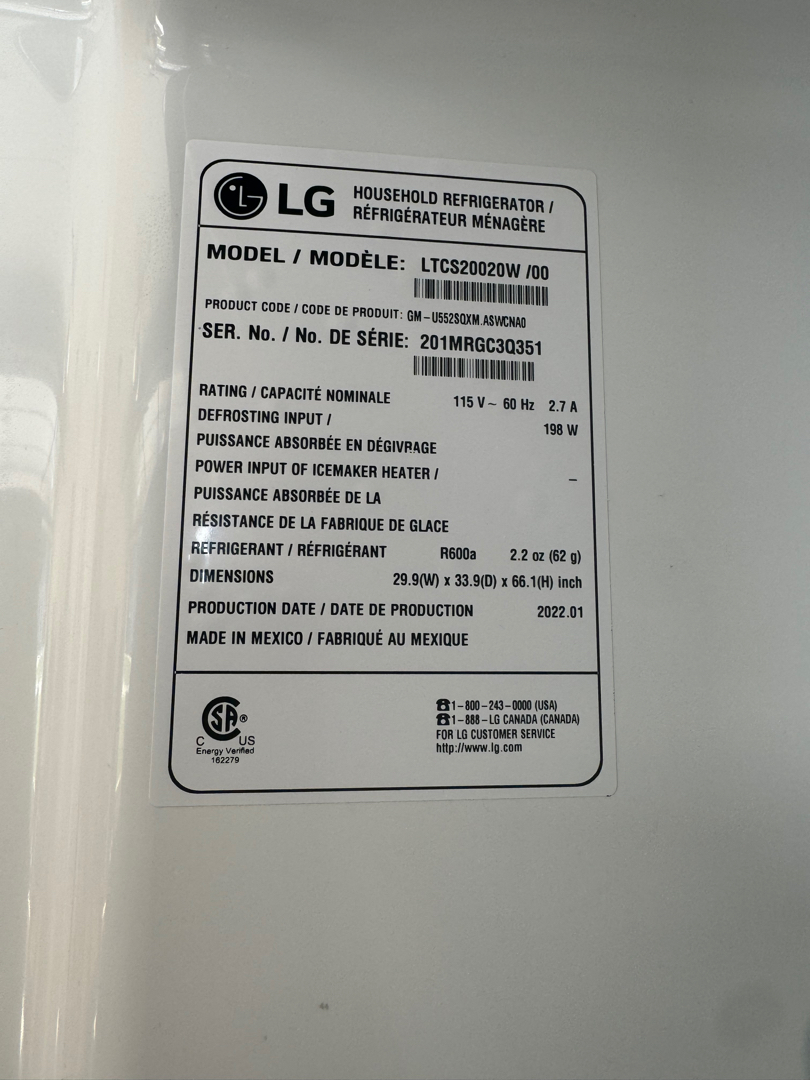 LG HOUSEHOLD REFRIGERATOR /
RÉFRIGÉRATEUR MÉNAGÈRE
MODEL / MODÈLE: LTCS20020W /00
PRODUCT CODE / CODE DE PRODUIT: GM-U552SQXM.ASWCNA0
SER. No. / No. DE SÉRIE: 201MRGC3Q351
RATING / CAPACITÉ NOMINALE 115 V~ 60 Hz 2.7 A
DEFROSTING INPUT / 198 W
PUISSANCE ABSORBÉE EN DÉGIVRAGE
POWER INPUT OF ICEMAKER HEATER / –
PUISSANCE ABSORBÉE DE LA
RÉSISTANCE DE LA FABRIQUE DE GLACE
REFRIGERANT / RÉFRIGÉRANT R600a 2.2 oz (62 g)
DIMENSIONS 29.9(W) x 33.9(D) x 66.1(H) inch
PRODUCTION DATE / DATE DE PRODUCTION 2022.01
MADE IN MEXICO / FABRIQUÉ AU MEXIQUE
SA®
C US
Energy Verified
162279
☎1-800-243-0000 (USA)
☎1-888-LG CANADA (CANADA)
FOR LG CUSTOMER SERVICE
http://www.lg.com